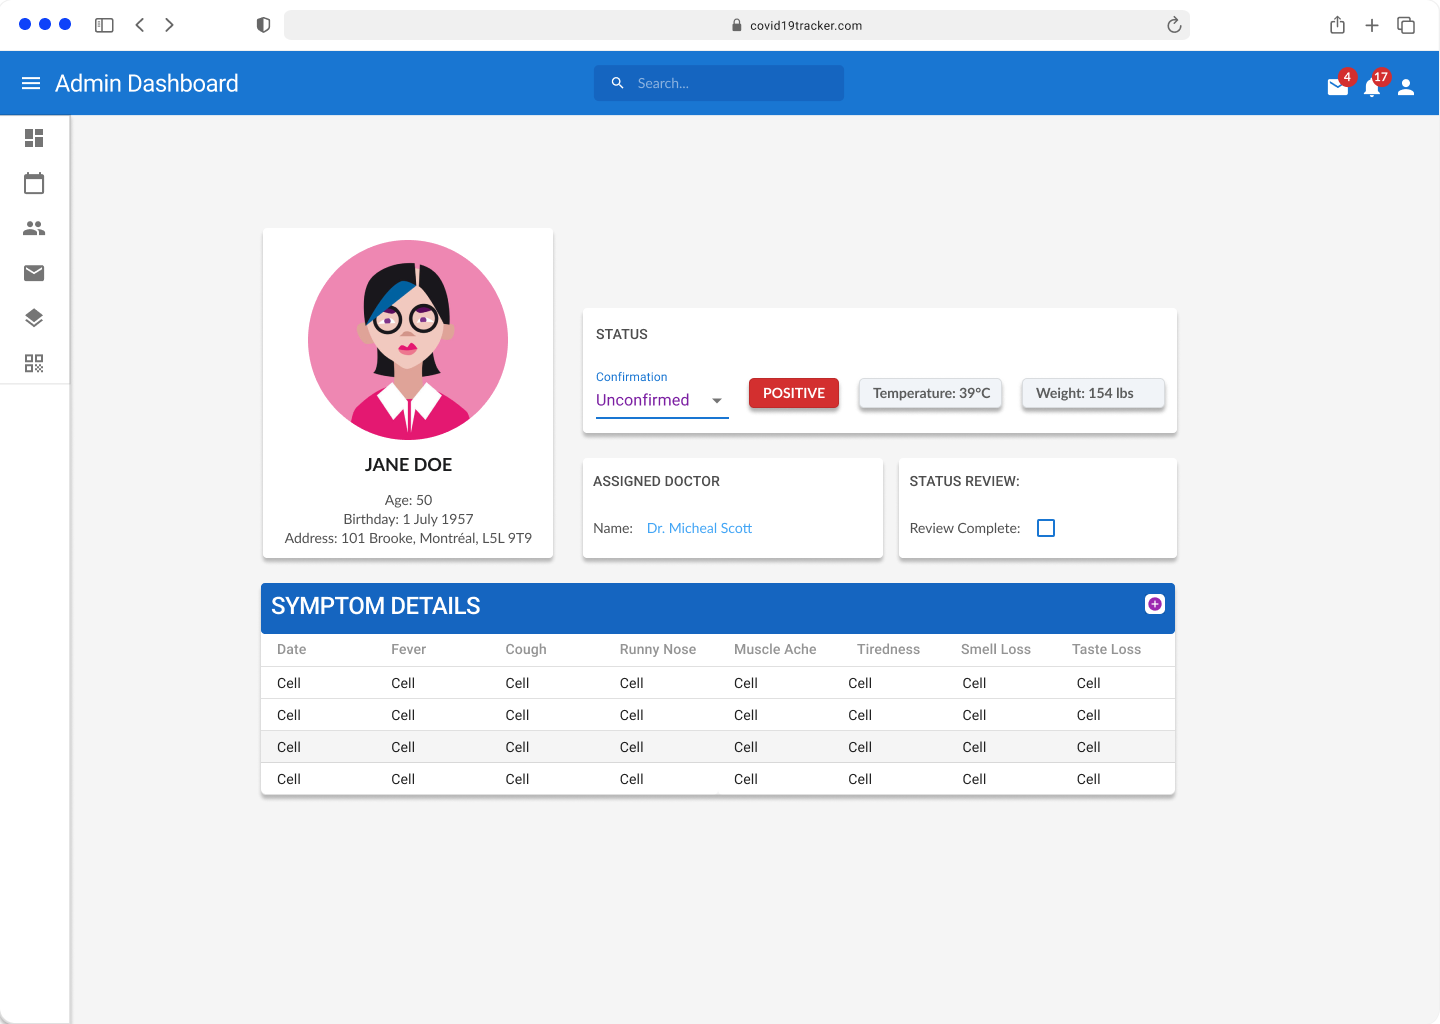 covid19tracker.com
Admin Dashboard
Search...
4
17
JANE DOE
Age: 50
Birthday: 1 July 1957
Address: 101 Brooke, Montréal, L5L 9T9
STATUS
Confirmation
Unconfirmed
POSITIVE
Temperature: 39°C
Weight: 154 lbs
ASSIGNED DOCTOR
Name: Dr. Micheal Scott
STATUS REVIEW:
Review Complete:
SYMPTOM DETAILS
Date Fever Cough Runny Nose Muscle Ache Tiredness Smell Loss Taste Loss
Cell Cell Cell Cell Cell Cell Cell Cell
Cell Cell Cell Cell Cell Cell Cell Cell
Cell Cell Cell Cell Cell Cell Cell Cell
Cell Cell Cell Cell Cell Cell Cell Cell